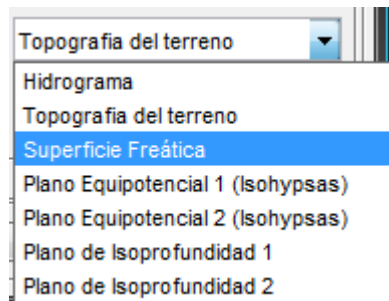 Topografia del terreno
Hidrograma
Topografia del terreno
Superficie Freática
Plano Equipotencial 1 (Isohypsas)
Plano Equipotencial 2 (Isohypsas)
Plano de Isoprofundidad 1
Plano de Isoprofundidad 2